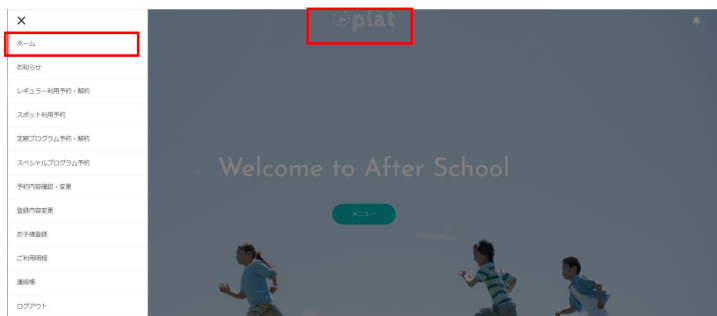 ×
plat
ホーム
お知らせ
レギュラー利用予約・解約
スポット利用予約
定期プログラム予約・解約
スペシャルプログラム予約
予約内容確認・変更
登録内容変更
お子様登録
ご利用明細
連絡帳
ログアウト
Welcome to After School
メニュー